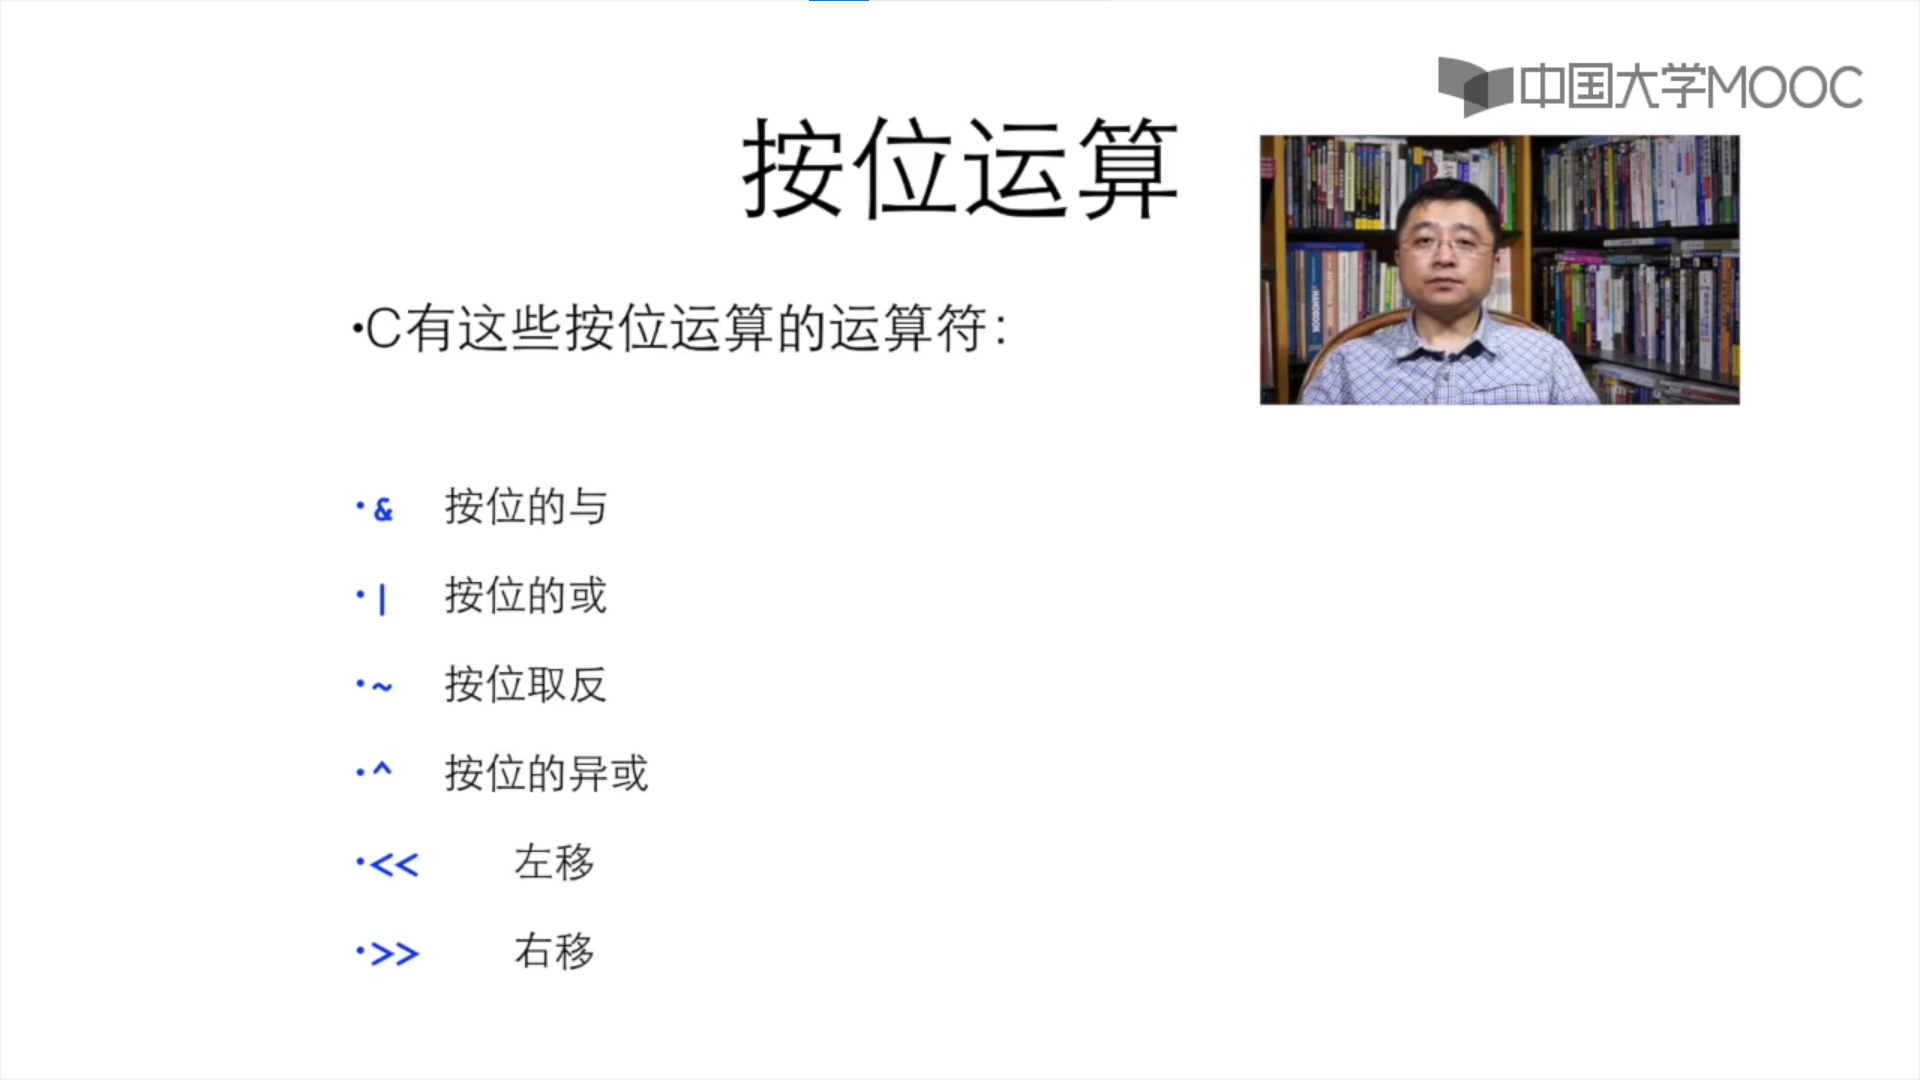 中国大学MOOC
按位运算
•C有这些按位运算的运算符：
•& 按位的与
•| 按位的或
•~ 按位取反
•^ 按位的异或
•<< 左移
•>> 右移
HANDBOOK